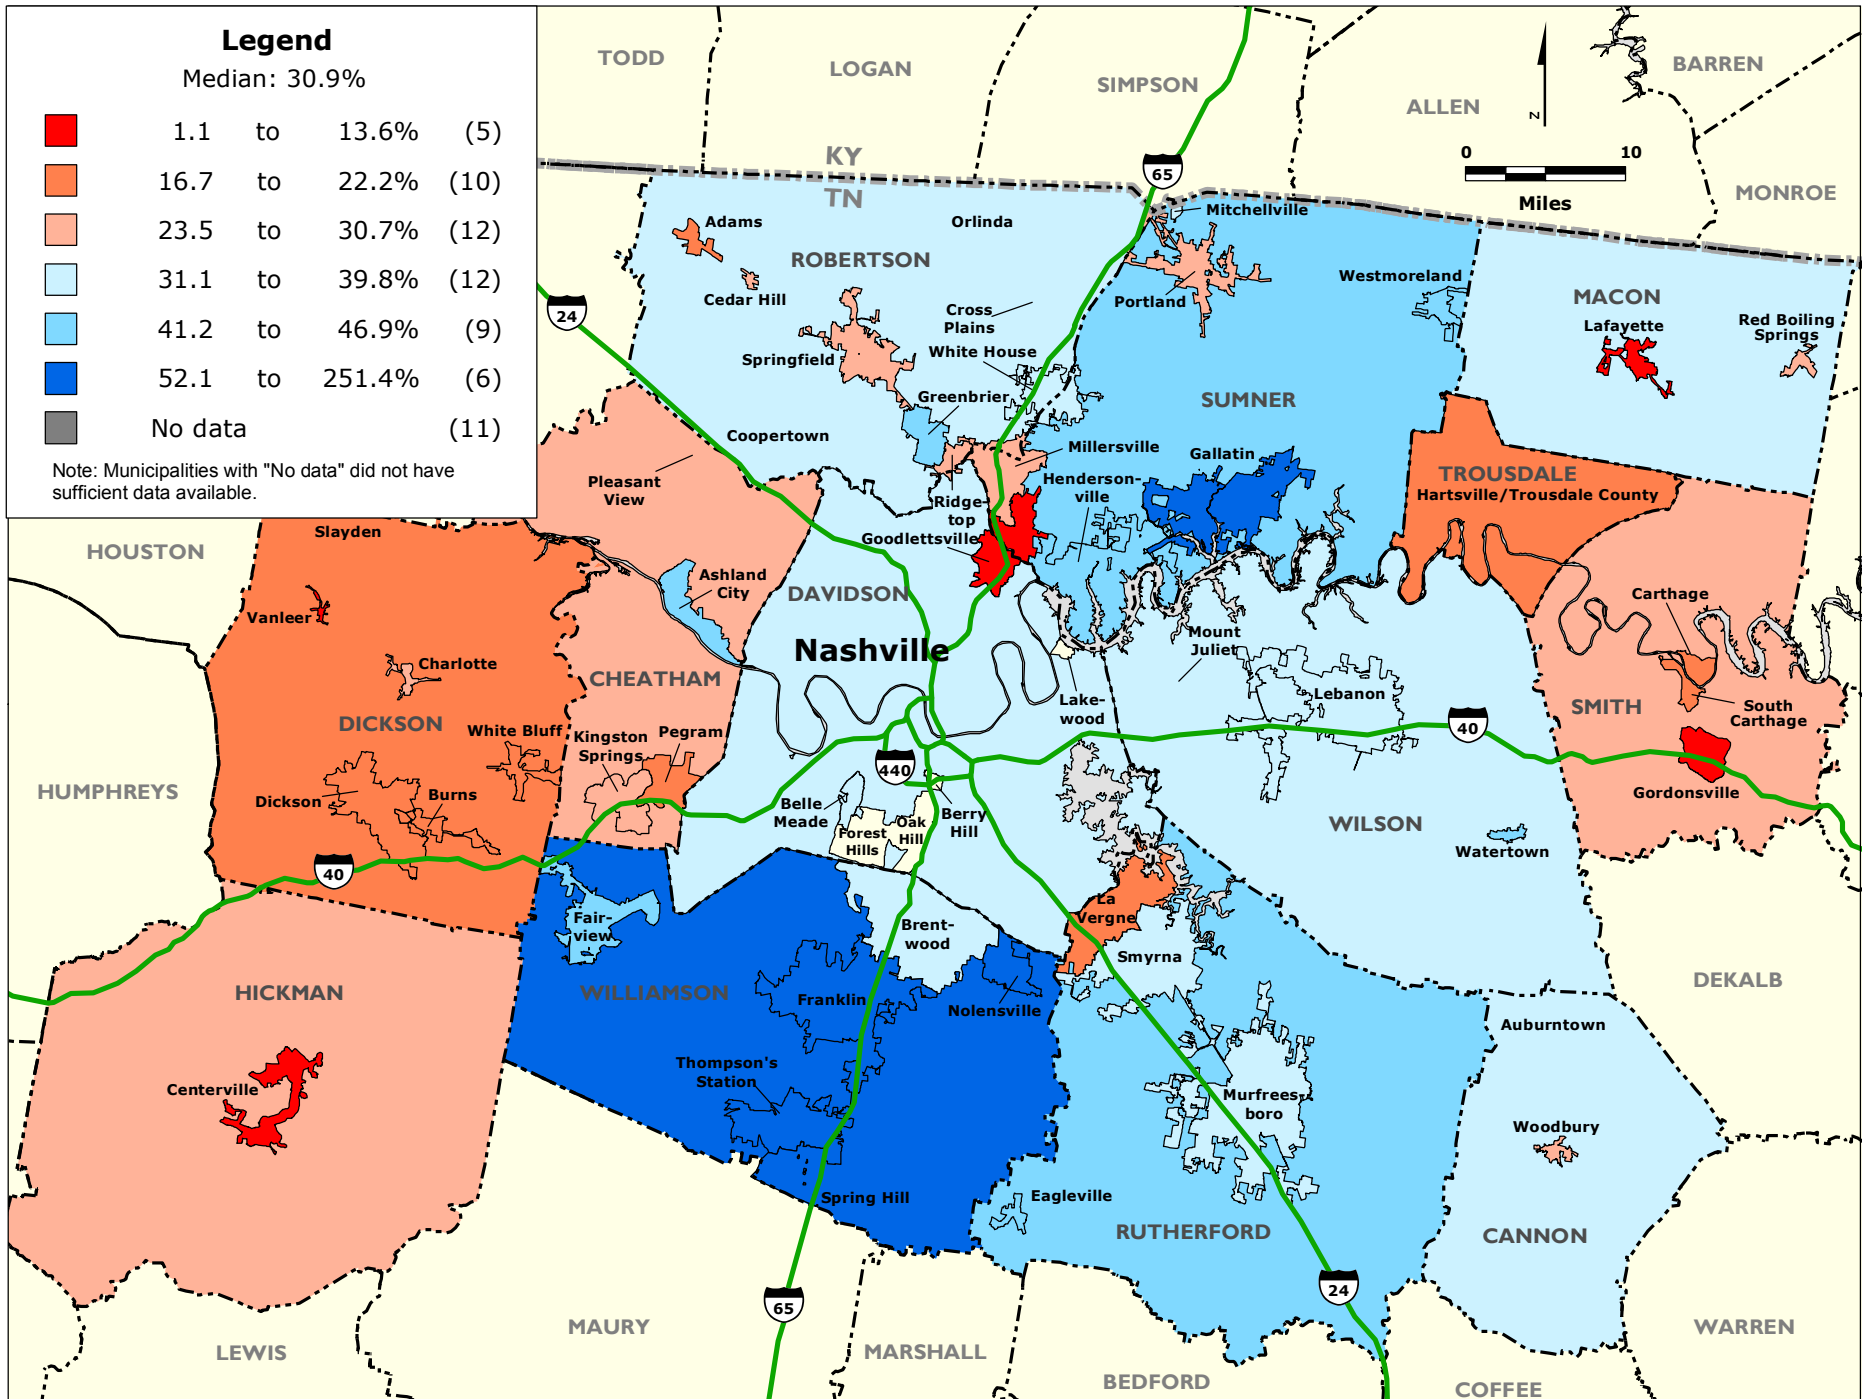 Legend
Median: 30.9%
1.1 to 13.6% (5)
16.7 to 22.2% (10)
23.5 to 30.7% (12)
31.1 to 39.8% (12)
41.2 to 46.9% (9)
52.1 to 251.4% (6)
No data (11)
Note: Municipalities with "No data" did not have
sufficient data available.
TODD
LOGAN
SIMPSON
ALLEN
BARREN
MONROE
N
0 10
Miles
KY
TN
65
24
Adams
Orlinda
Mitchellville
ROBERTSON
Cedar Hill
Cross
Plains
Portland
Westmoreland
MACON
Lafayette
Red Boiling
Springs
Springfield
White House
Greenbrier
SUMNER
Coopertown
Millersville
Gallatin
Pleasant
View
Ridge-
top
Henderson-
ville
TROUSDALE
Hartsville/Trousdale County
Goodlettsville
HOUSTON
Slayden
Vanleer
Ashland
City
DAVIDSON
Nashville
Carthage
Mount
Juliet
Charlotte
CHEATHAM
Lebanon
Lake-
wood
SMITH
South
Carthage
DICKSON
White Bluff
Kingston
Springs
Pegram
40
440
HUMPHREYS
Dickson
Burns
Belle
Meade
Forest
Hills
Oak
Hill
Berry
Hill
Gordonsville
WILSON
Watertown
40
Fair-
view
Brent-
wood
La
Vergne
Smyrna
HICKMAN
WILLIAMSON
Franklin
Nolensville
DEKALB
Auburntown
Centerville
Thompson's
Station
Murfrees-
boro
Woodbury
Spring Hill
Eagleville
RUTHERFORD
CANNON
65
24
LEWIS
MAURY
MARSHALL
BEDFORD
COFFEE
WARREN